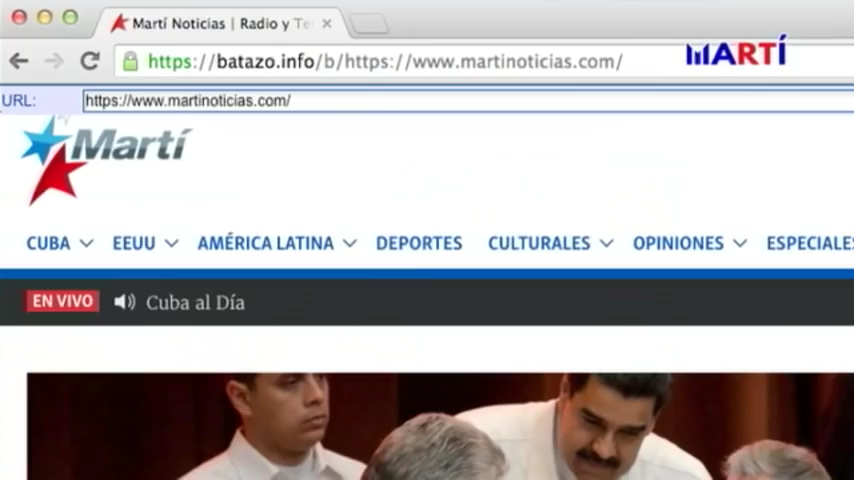 Martí Noticias | Radio y Te
https://batazo.info/b/https://www.martinoticias.com/
MARTÍ
URL: https://www.martinoticias.com/
Martí
CUBA EEUU AMÉRICA LATINA DEPORTES CULTURALES OPINIONES ESPECIALES
EN VIVO Cuba al Día